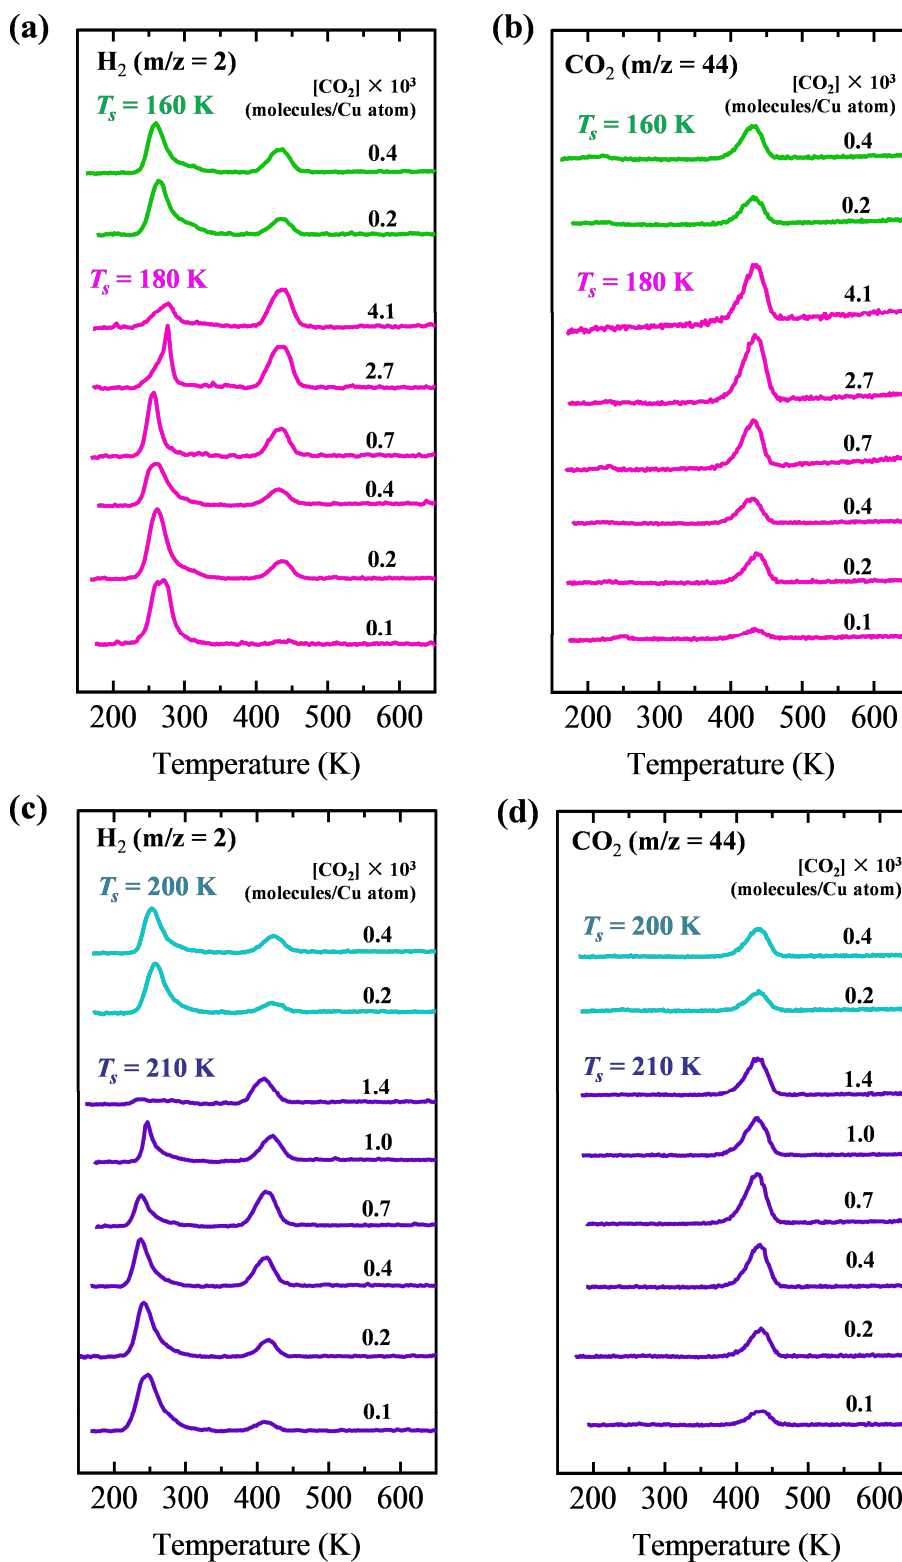 (a)
H₂ (m/z = 2)
[CO₂] × 10³
(molecules/Cu atom)
Tₛ = 160 K
0.4
0.2
Tₛ = 180 K
4.1
2.7
0.7
0.4
0.2
0.1
200 300 400 500 600
Temperature (K)
(b)
CO₂ (m/z = 44)
[CO₂] × 10³
(molecules/Cu atom)
Tₛ = 160 K
0.4
0.2
Tₛ = 180 K
4.1
2.7
0.7
0.4
0.2
0.1
200 300 400 500 600
Temperature (K)
(c)
H₂ (m/z = 2)
[CO₂] × 10³
(molecules/Cu atom)
Tₛ = 200 K
0.4
0.2
Tₛ = 210 K
1.4
1.0
0.7
0.4
0.2
0.1
200 300 400 500 600
Temperature (K)
(d)
CO₂ (m/z = 44)
[CO₂] × 10³
(molecules/Cu atom)
Tₛ = 200 K
0.4
0.2
Tₛ = 210 K
1.4
1.0
0.7
0.4
0.2
0.1
200 300 400 500 600
Temperature (K)